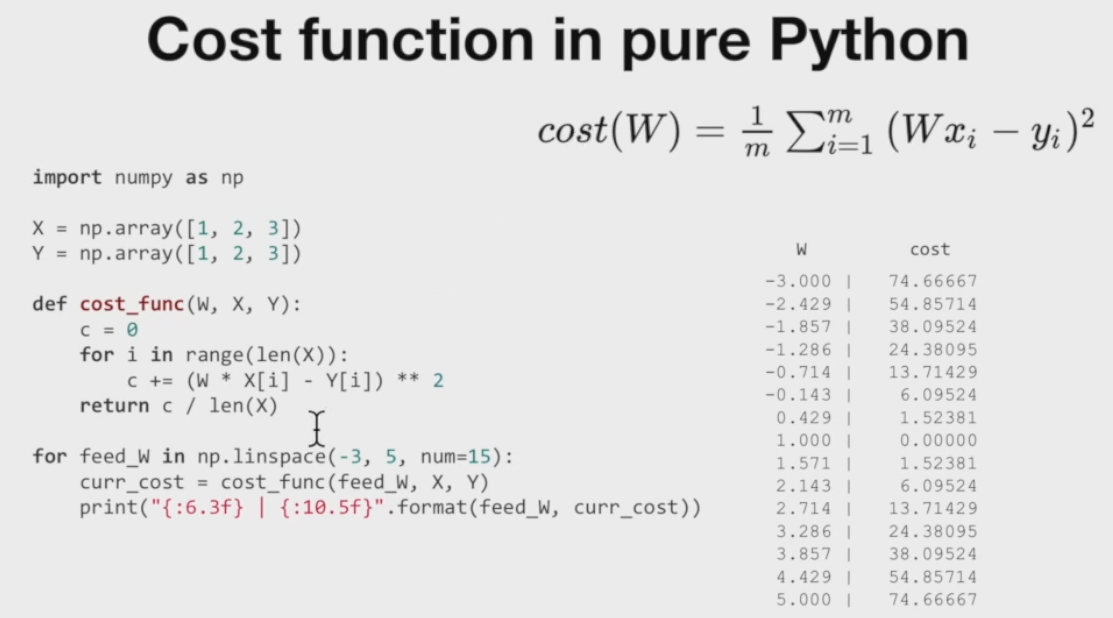 Cost function in pure Python
cost(W) = 1/m ∑ᵐᵢ₌₁ (Wxᵢ − yᵢ)²
import numpy as np
X = np.array([1, 2, 3])
Y = np.array([1, 2, 3])
def cost_func(W, X, Y):
    c = 0
    for i in range(len(X)):
        c += (W * X[i] - Y[i]) ** 2
    return c / len(X)
for feed_W in np.linspace(-3, 5, num=15):
    curr_cost = cost_func(feed_W, X, Y)
    print("{:6.3f} | {:10.5f}".format(feed_W, curr_cost))
W cost
-3.000 | 74.66667
-2.429 | 54.85714
-1.857 | 38.09524
-1.286 | 24.38095
-0.714 | 13.71429
-0.143 | 6.09524
0.429 | 1.52381
1.000 | 0.00000
1.571 | 1.52381
2.143 | 6.09524
2.714 | 13.71429
3.286 | 24.38095
3.857 | 38.09524
4.429 | 54.85714
5.000 | 74.66667